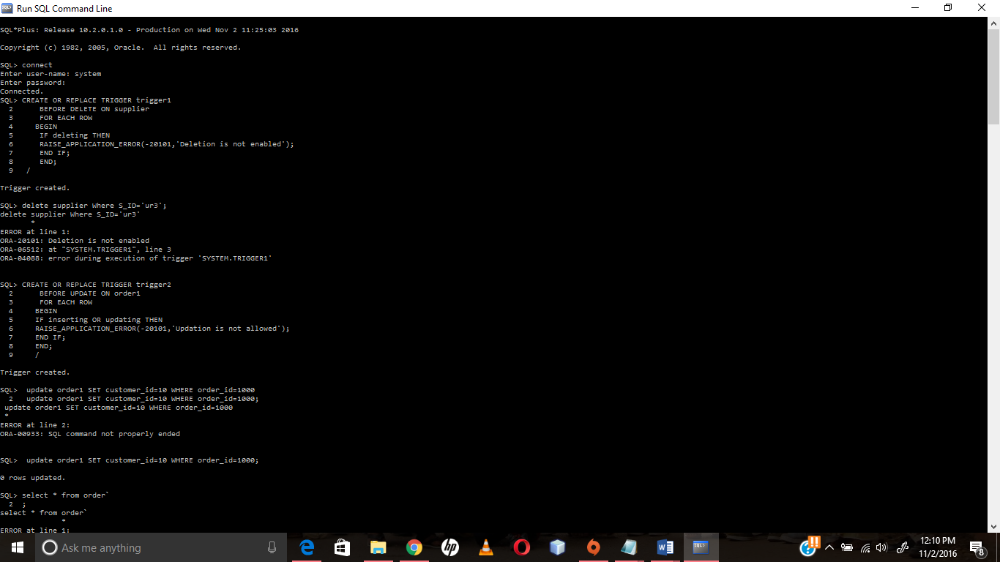 Run SQL Command Line
SQL*Plus: Release 10.2.0.1.0 - Production on Wed Nov 2 11:25:03 2016
Copyright (c) 1982, 2005, Oracle.  All rights reserved.
SQL> connect
Enter user-name: system
Enter password:
Connected.
SQL> CREATE OR REPLACE TRIGGER trigger1
  2      BEFORE DELETE ON supplier
  3      FOR EACH ROW
  4     BEGIN
  5      IF deleting THEN
  6      RAISE_APPLICATION_ERROR(-20101,'Deletion is not enabled');
  7      END IF;
  8      END;
  9   /
Trigger created.
SQL> delete supplier Where S_ID='ur3';
delete supplier Where S_ID='ur3'
       *
ERROR at line 1:
ORA-20101: Deletion is not enabled
ORA-06512: at "SYSTEM.TRIGGER1", line 3
ORA-04088: error during execution of trigger 'SYSTEM.TRIGGER1'
SQL> CREATE OR REPLACE TRIGGER trigger2
  2      BEFORE UPDATE ON order1
  3      FOR EACH ROW
  4     BEGIN
  5     IF inserting OR updating THEN
  6     RAISE_APPLICATION_ERROR(-20101,'Updation is not allowed');
  7     END IF;
  8     END;
  9     /
Trigger created.
SQL>  update order1 SET customer_id=10 WHERE order_id=1000
  2   update order1 SET customer_id=10 WHERE order_id=1000;
 update order1 SET customer_id=10 WHERE order_id=1000
 *
ERROR at line 2:
ORA-00933: SQL command not properly ended
SQL>  update order1 SET customer_id=10 WHERE order_id=1000;
0 rows updated.
SQL> select * from order`
  2  ;
select * from order`
              *
ERROR at line 1:
Ask me anything
12:10 PM
11/2/2016
8